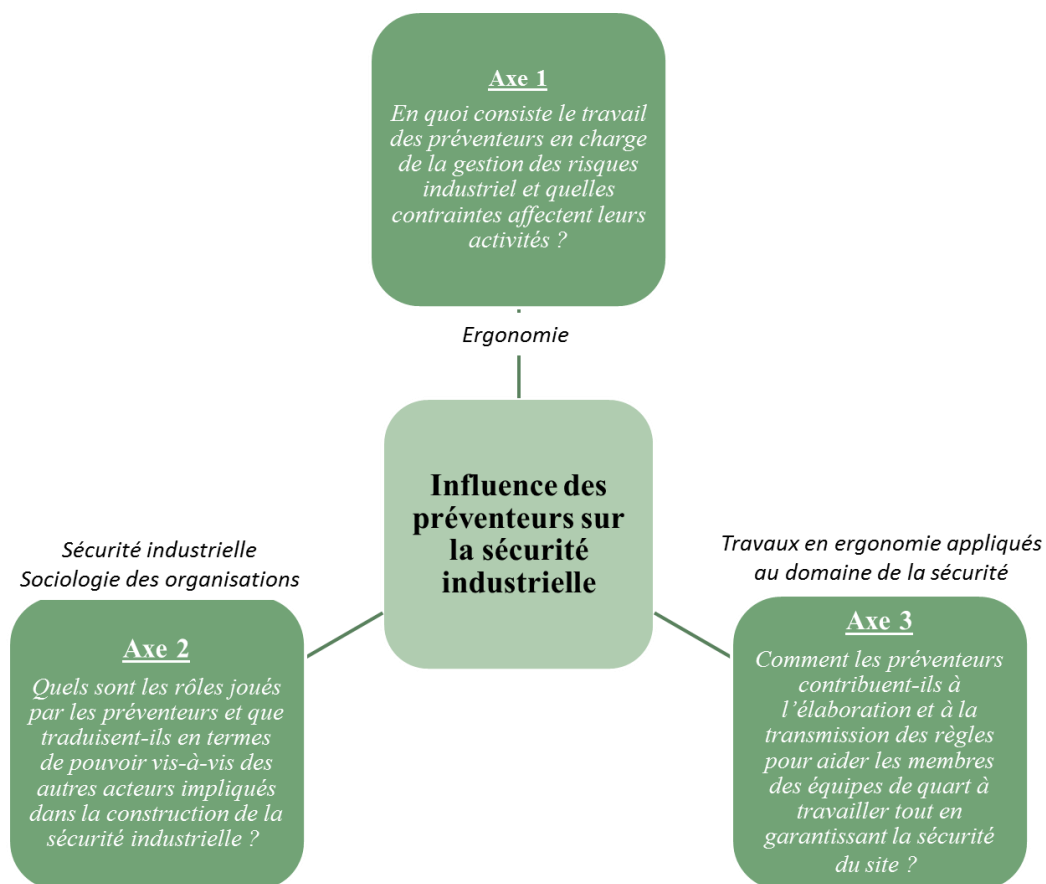 Axe 1
En quoi consiste le travail
des préventeurs en charge
de la gestion des risques
industriel et quelles
contraintes affectent leurs
activités ?
Ergonomie
Influence des
préventeurs sur
la sécurité
industrielle
Sécurité industrielle
Sociologie des organisations
Axe 2
Quels sont les rôles joués
par les préventeurs et que
traduisent-ils en termes
de pouvoir vis-à-vis des
autres acteurs impliqués
dans la construction de la
sécurité industrielle ?
Travaux en ergonomie appliqués
au domaine de la sécurité
Axe 3
Comment les préventeurs
contribuent-ils à
l’élaboration et à la
transmission des règles
pour aider les membres
des équipes de quart à
travailler tout en
garantissant la sécurité
du site ?